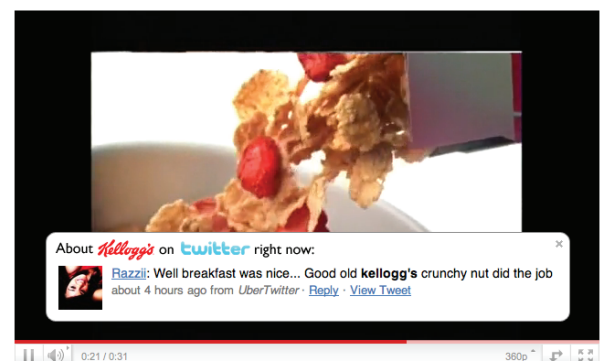 About Kellogg's on twitter right now:
×
Razzii: Well breakfast was nice... Good old kellogg's crunchy nut did the job
about 4 hours ago from UberTwitter · Reply · View Tweet
0:21 / 0:31
360p